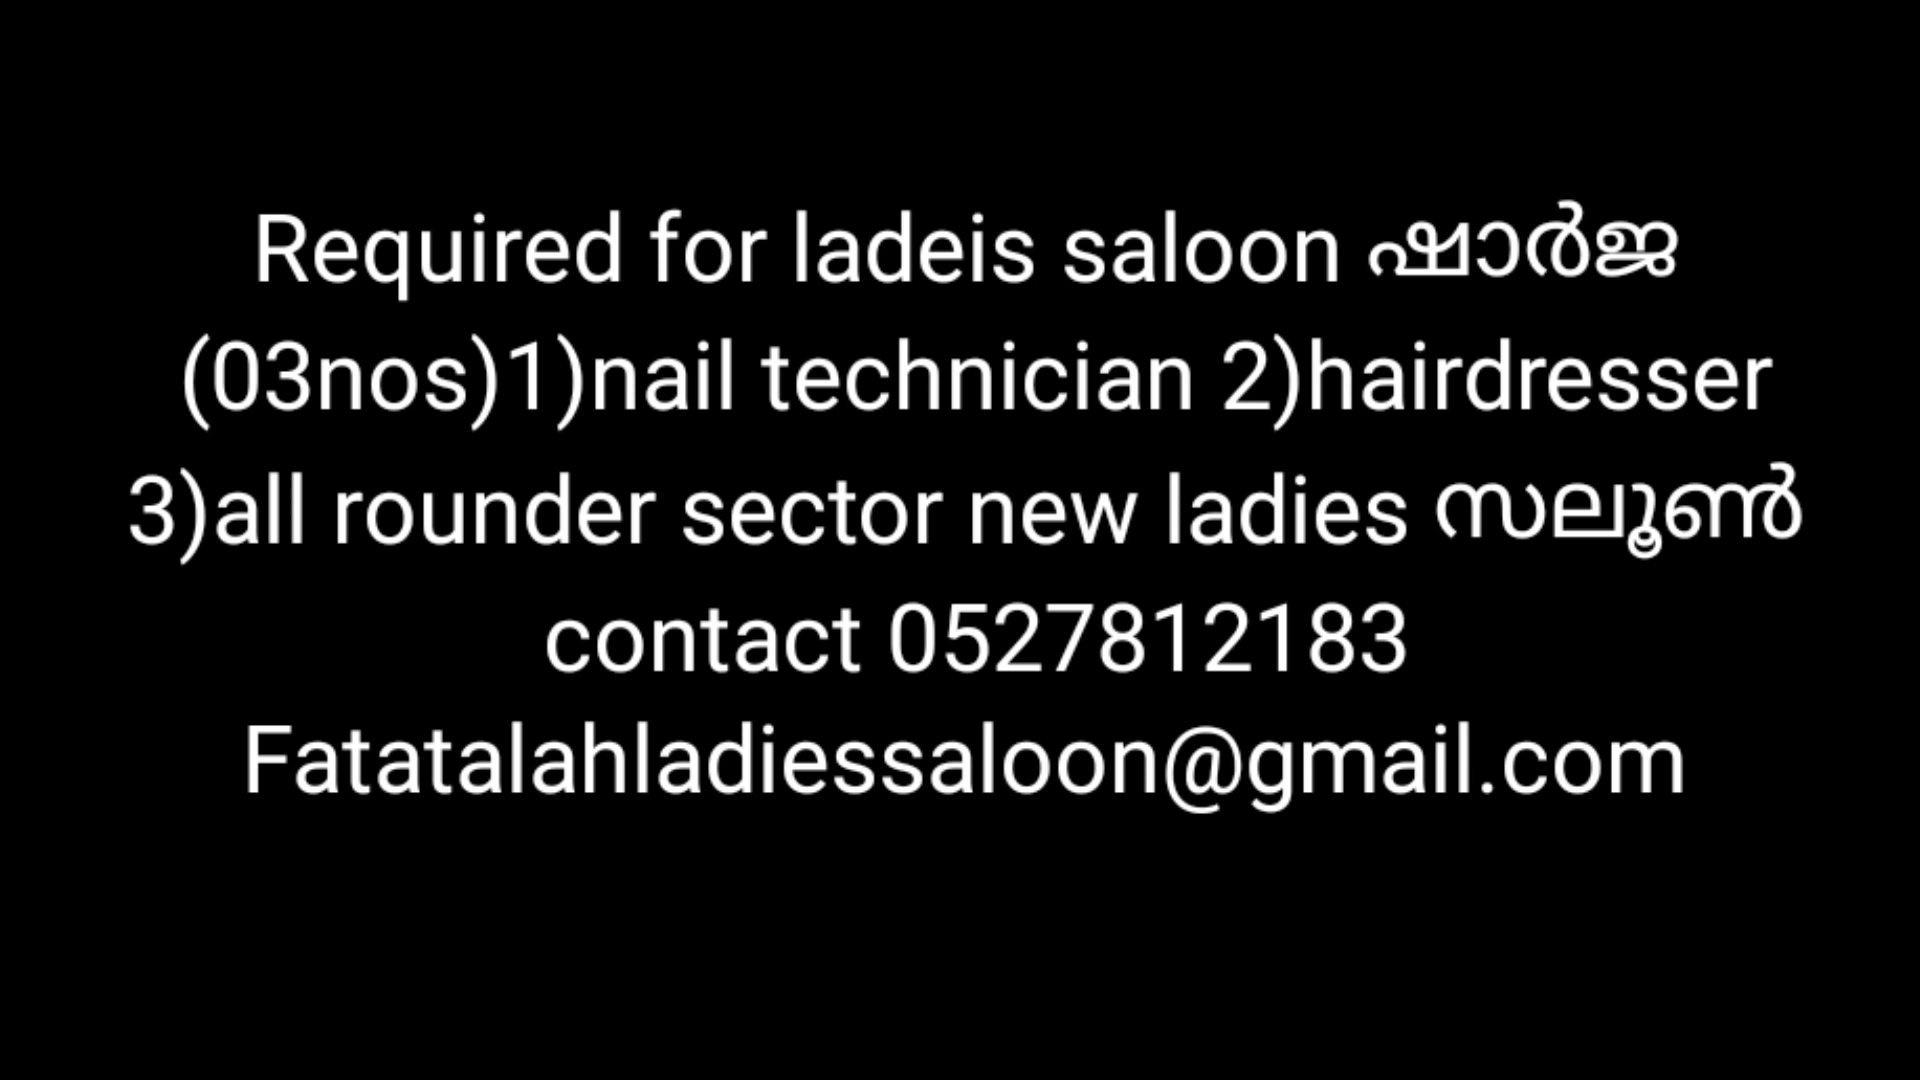 Required for ladeis saloon ഷാർജ
(03nos)1)nail technician 2)hairdresser
3)all rounder sector new ladies സലൂൺ
contact 0527812183
Fatatalahladiessaloon@gmail.com